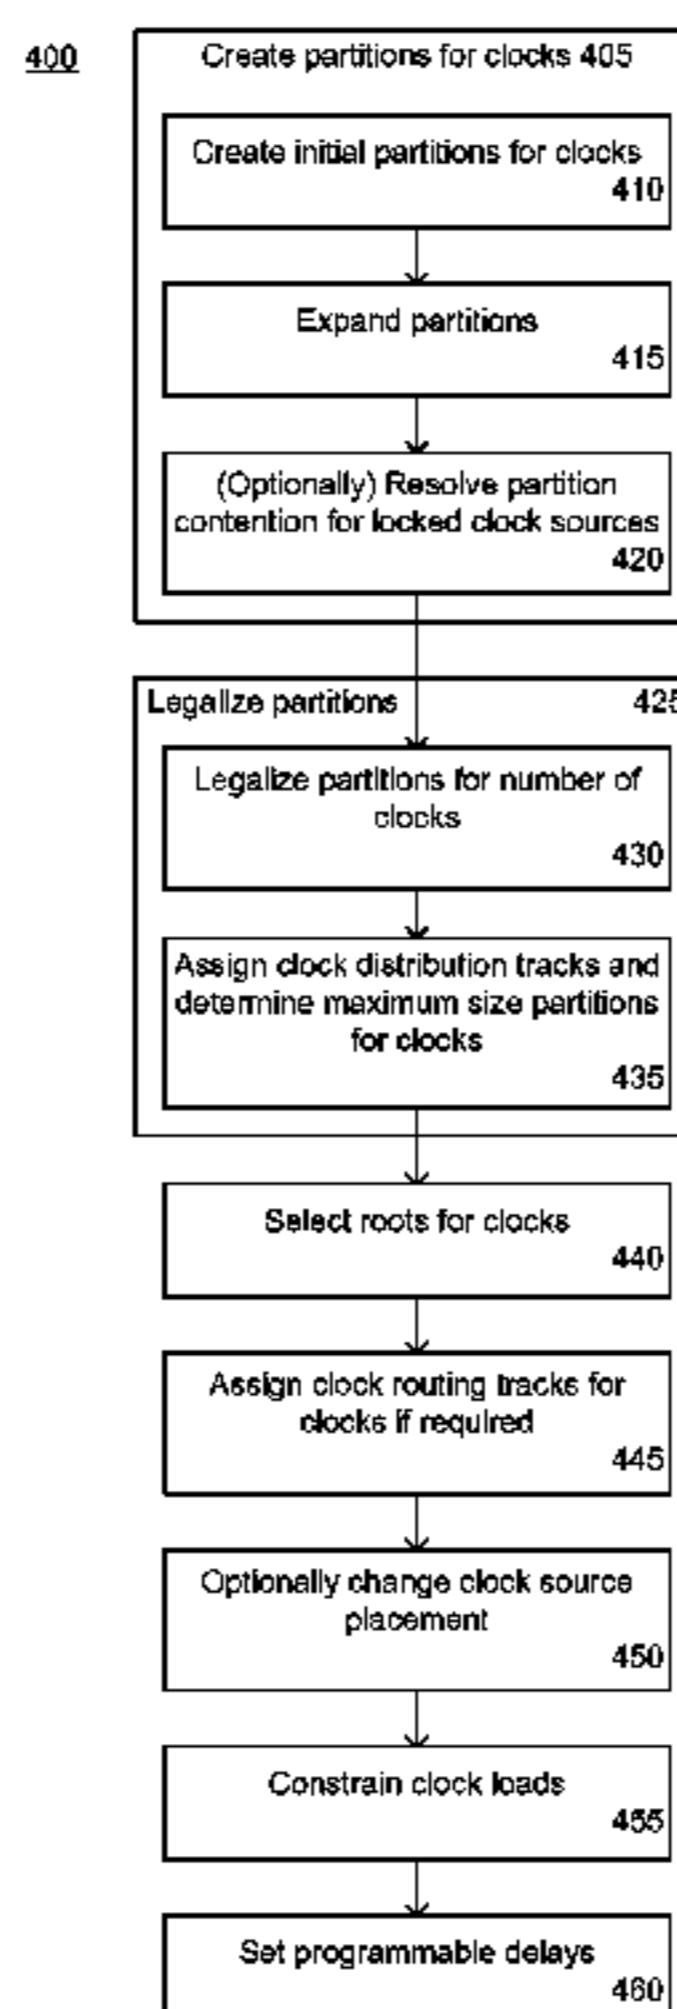 400
Create partitions for clocks 405
Create initial partitions for clocks
410
Expand partitions
415
(Optionally) Resolve partition
contention for locked clock sources
420
Legalize partitions 425
Legalize partitions for number of
clocks
430
Assign clock distribution tracks and
determine maximum size partitions
for clocks
435
Select roots for clocks
440
Assign clock routing tracks for
clocks if required
445
Optionally change clock source
placement
450
Constrain clock loads
455
Set programmable delays
460